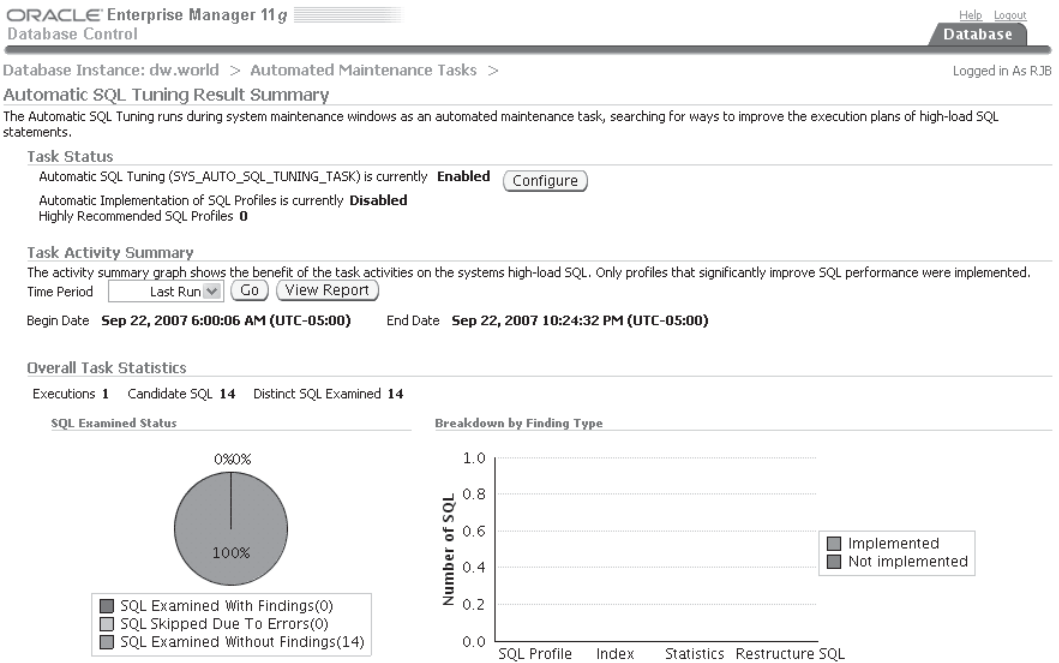 ORACLE Enterprise Manager 11g
Database Control
Help Logout
Database
Database Instance: dw.world > Automated Maintenance Tasks >
Logged in As RJB
Automatic SQL Tuning Result Summary
The Automatic SQL Tuning runs during system maintenance windows as an automated maintenance task, searching for ways to improve the execution plans of high-load SQL
statements.
Task Status
Automatic SQL Tuning (SYS_AUTO_SQL_TUNING_TASK) is currently Enabled Configure
Automatic Implementation of SQL Profiles is currently Disabled
Highly Recommended SQL Profiles 0
Task Activity Summary
The activity summary graph shows the benefit of the task activities on the systems high-load SQL. Only profiles that significantly improve SQL performance were implemented.
Time Period Last Run Go View Report
Begin Date Sep 22, 2007 6:00:06 AM (UTC-05:00) End Date Sep 22, 2007 10:24:32 PM (UTC-05:00)
Overall Task Statistics
Executions 1 Candidate SQL 14 Distinct SQL Examined 14
SQL Examined Status
0%0%
100%
SQL Examined With Findings(0)
SQL Skipped Due To Errors(0)
SQL Examined Without Findings(14)
Breakdown by Finding Type
Number of SQL
1.0
0.8
0.6
0.4
0.2
0.0
SQL Profile Index Statistics Restructure SQL
Implemented
Not implemented